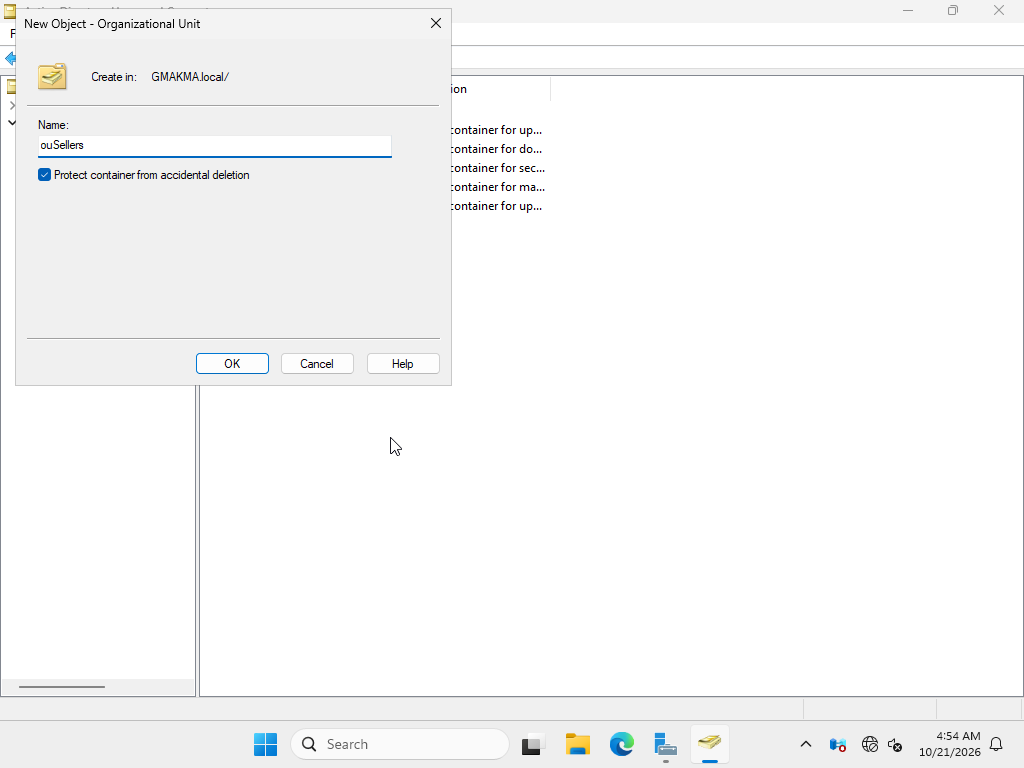 New Object - Organizational Unit
Create in: GMAKMA.local/
Name:
ouSellers
Protect container from accidental deletion
OK
Cancel
Help
ion
container for up...
container for do...
container for sec...
container for ma...
container for up...
Search
4:54 AM
10/21/2026